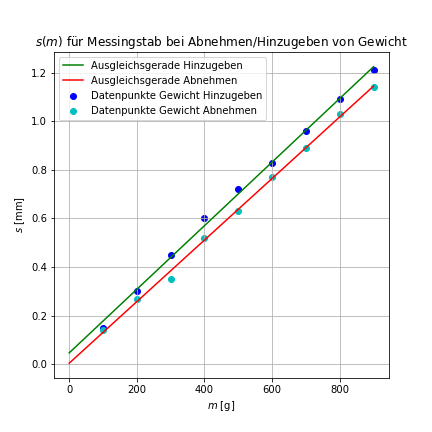 s(m) für Messingstab bei Abnehmen/Hinzugeben von Gewicht
Ausgleichsgerade Hinzugeben
Ausgleichsgerade Abnehmen
Datenpunkte Gewicht Hinzugeben
Datenpunkte Gewicht Abnehmen
1.2
1.0
0.8
0.6
0.4
0.2
0.0
s [mm]
0 200 400 600 800
m [g]